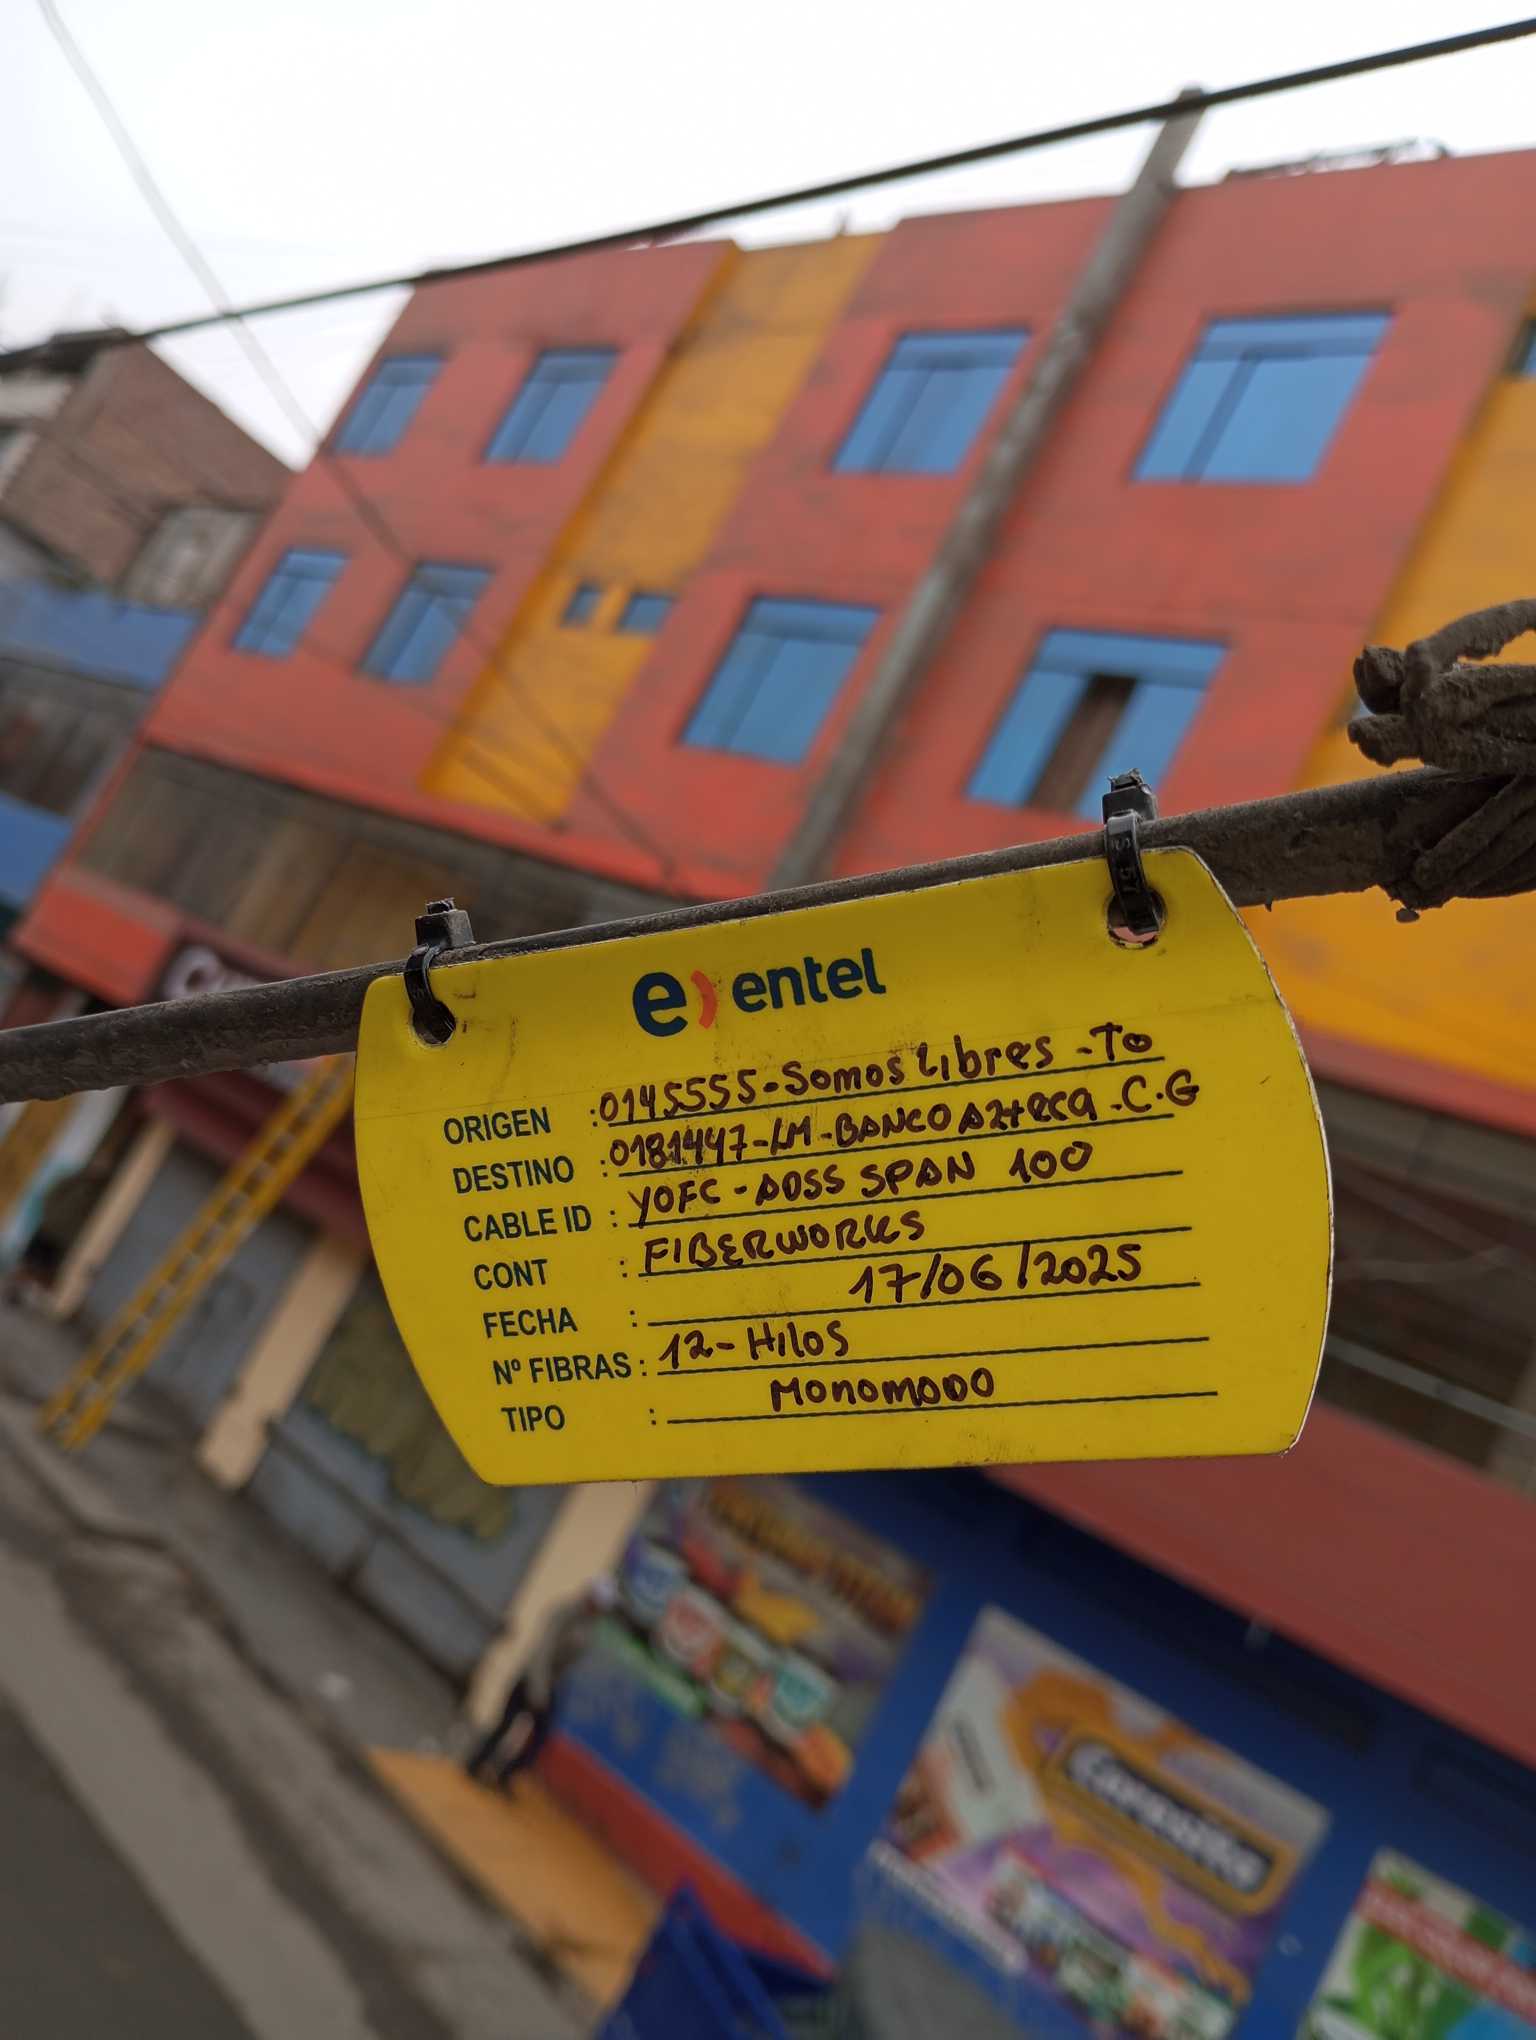 e) entel
ORIGEN : 0145555-Somos Libres -To
DESTINO : 0181447-LM-BANCO Azteca.C.G
CABLE ID : YOFC - ADSS SPAN 100
CONT : FIBERWORKS
FECHA : 17/06/2025
Nº FIBRAS : 12-Hilos
TIPO : Monomodo